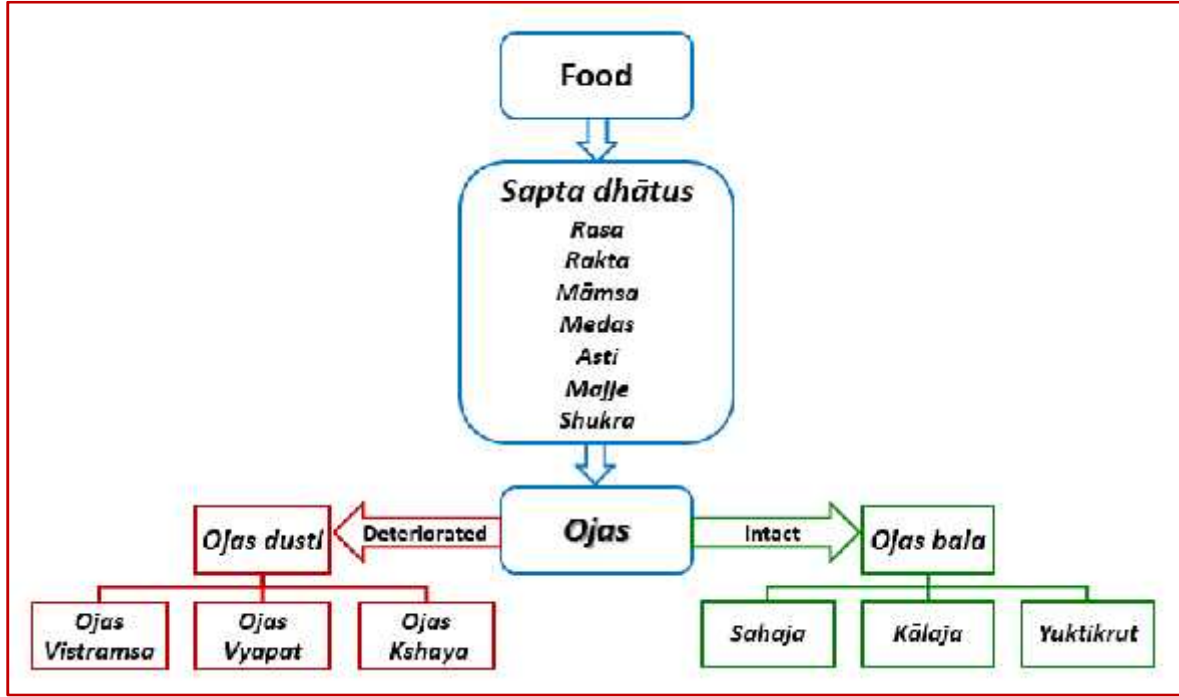 Food
Sapta dhātus
Rasa
Rakta
Māmsa
Medas
Asti
Majje
Shukra
Ojas dusti
Deteriorated
Ojas
Intact
Ojas bala
Ojas
Vistramsa
Ojas
Vyapat
Ojas
Kshaya
Sahaja
Kālaja
Yuktikrut